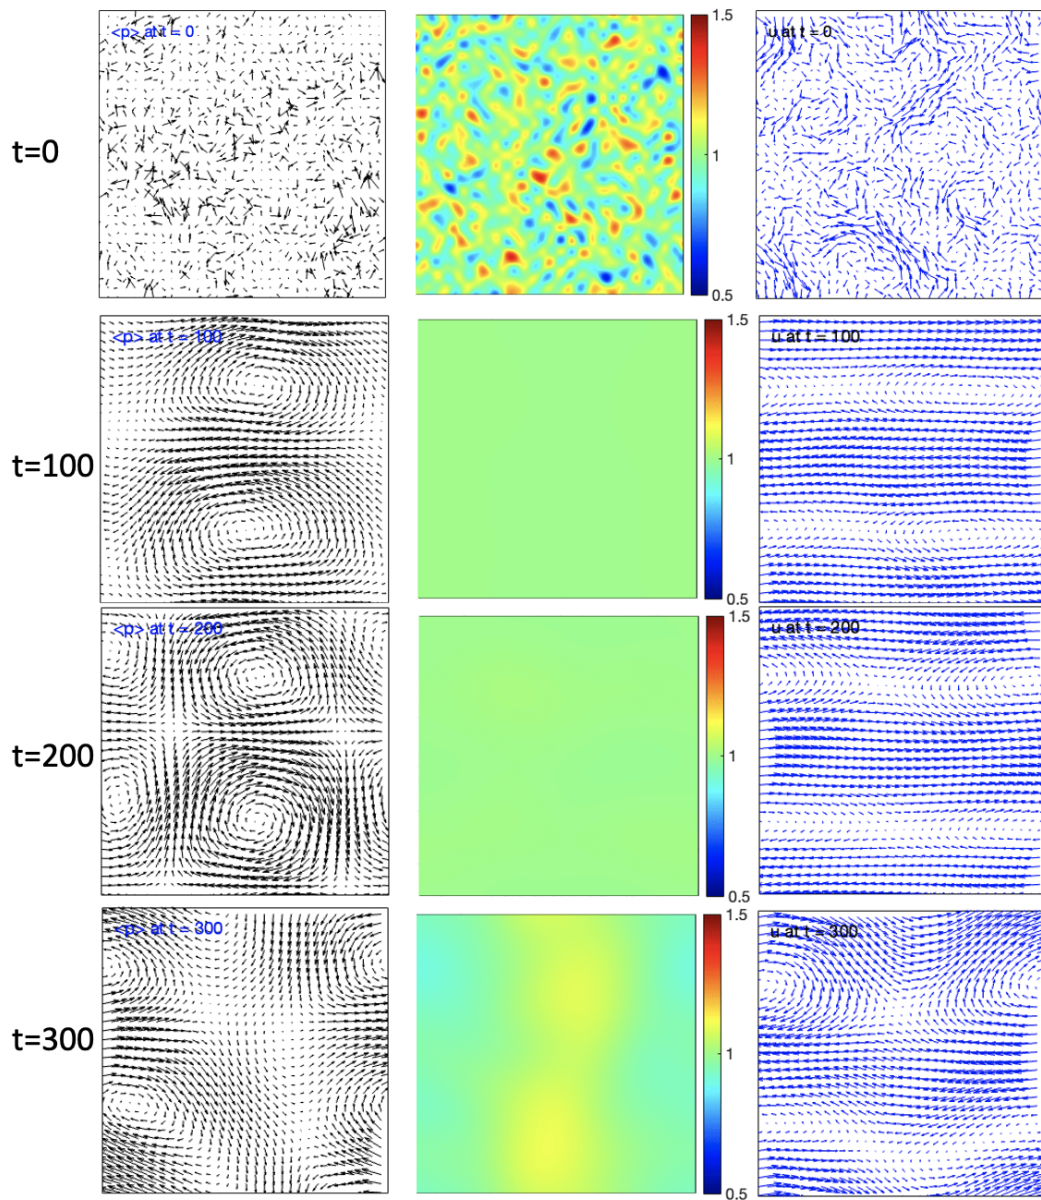 <p> at t = 0
1.5
u at t = 0
t=0
1
0.5
<p> at t = 100
1.5
u at t = 100
t=100
1
0.5
<p> at t = 200
1.5
u at t = 200
t=200
1
0.5
<p> at t = 300
1.5
u at t = 300
t=300
1
0.5